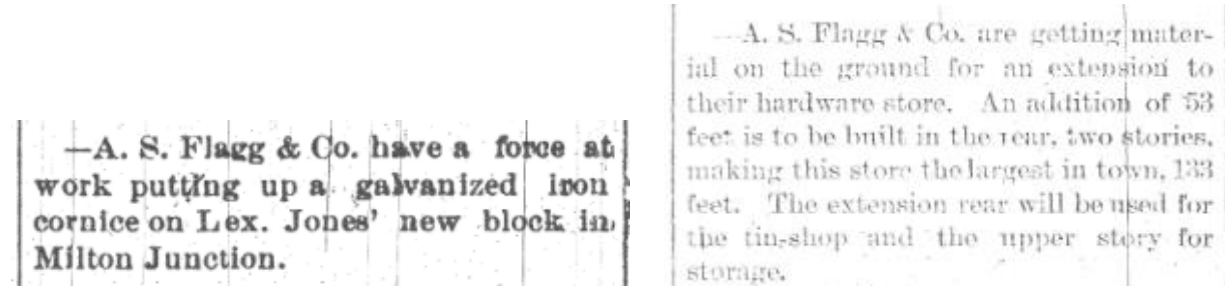 —A. S. Flagg & Co. have a force at
work putting up a galvanized iron
cornice on Lex. Jones' new block in
Milton Junction.
—A. S. Flagg & Co. are getting mater-
ial on the ground for an extension to
their hardware store. An addition of 53
feet is to be built in the rear, two stories,
making this store the largest in town, 133
feet. The extension rear will be used for
the tin-shop and the upper story for
storage.